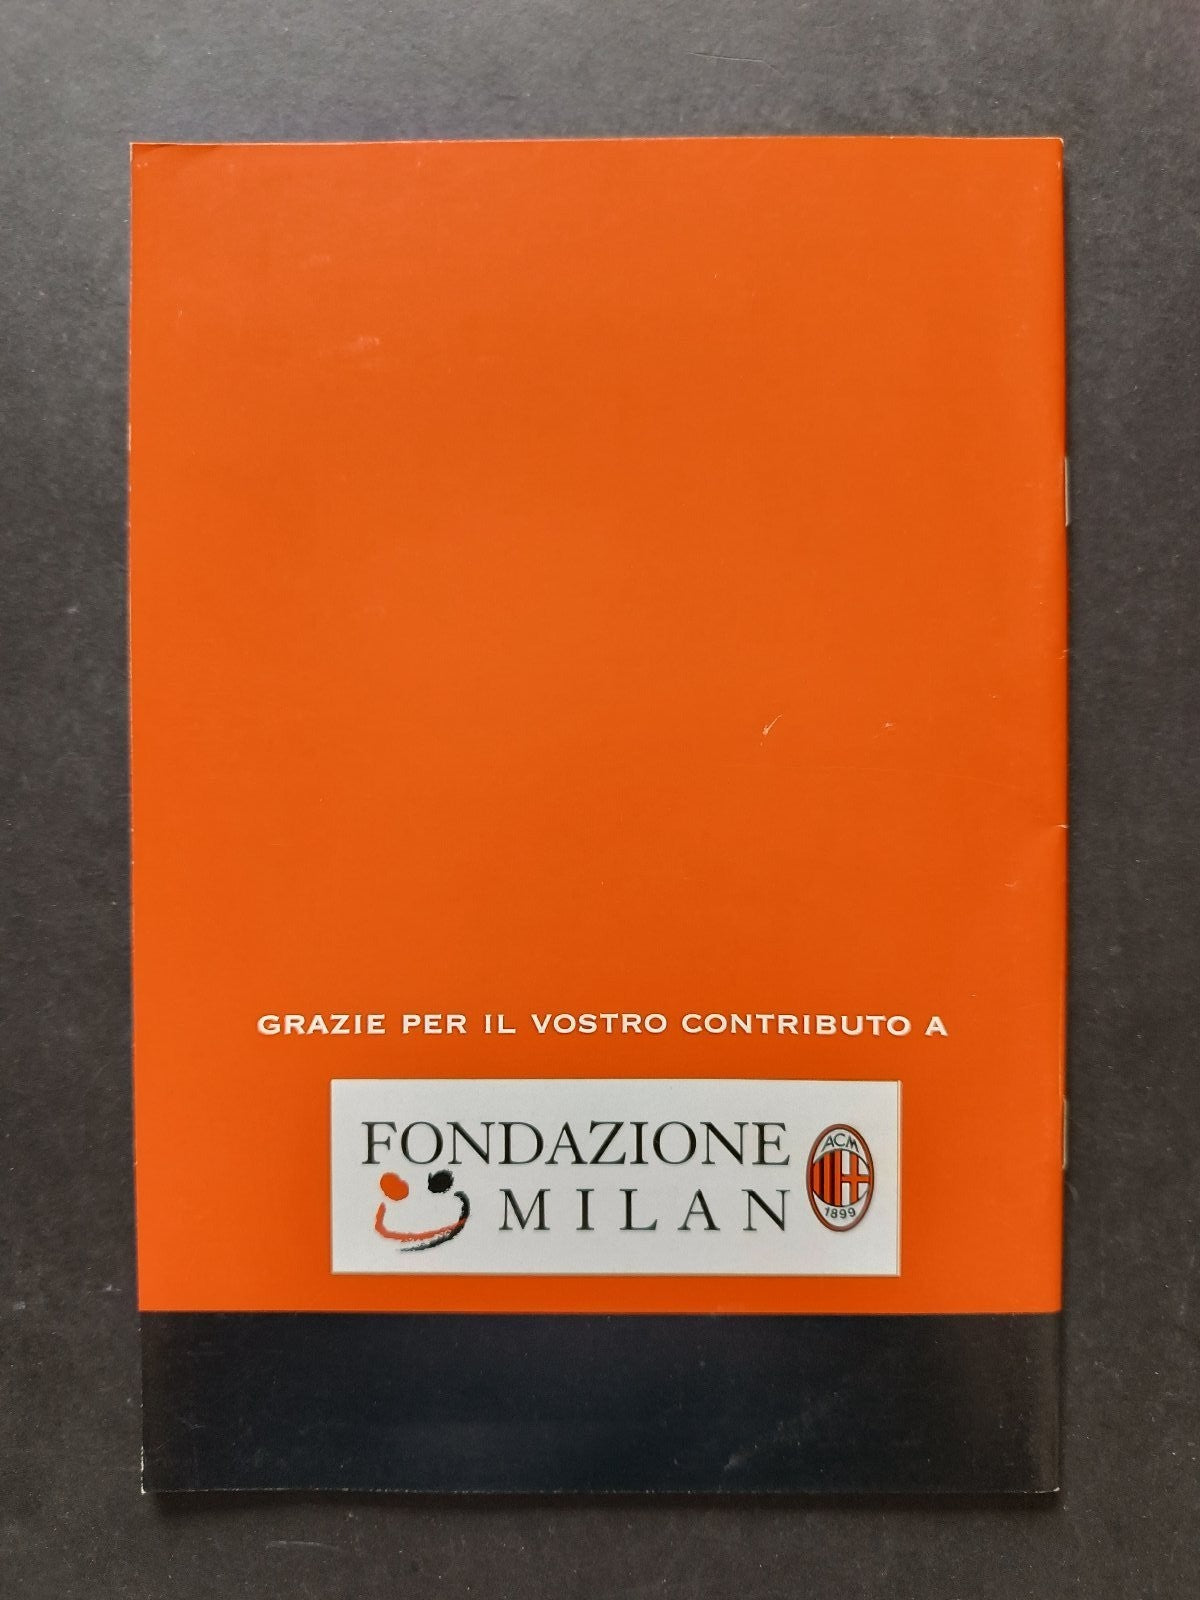 GRAZIE PER IL VOSTRO CONTRIBUTO A
FONDAZIONE
MILAN
ACM
1899